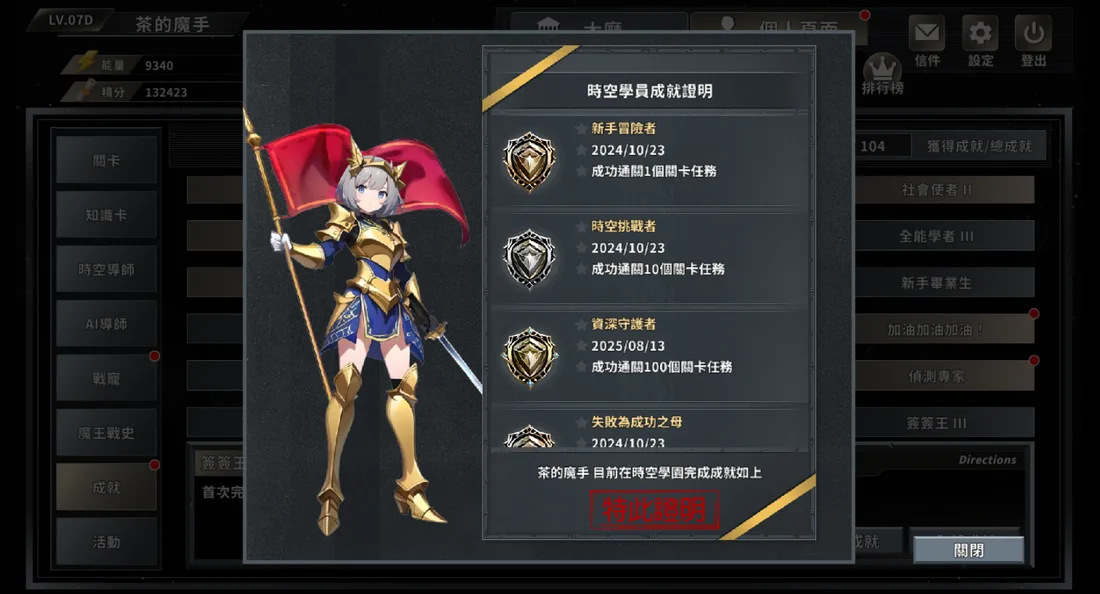 LV.07D
茶的魔手
大廳
個人頁面
能量
9340
積分
132423
信件
設定
登出
排行榜
關卡
知識卡
時空導師
AI導師
戰寵
魔王戰史
成就
活動
104
獲得成就/總成就
社會使者 II
全能學者 III
新手畢業生
加油加油加油！
偵測專家
簽簽王 III
簽簽王
首次完
Directions
成就
時空學員成就證明
新手冒險者
2024/10/23
成功通關1個關卡任務
時空挑戰者
2024/10/23
成功通關10個關卡任務
資深守護者
2025/08/13
成功通關100個關卡任務
失敗為成功之母
2024/10/23
茶的魔手 目前在時空學園完成成就如上
特此證明
關閉